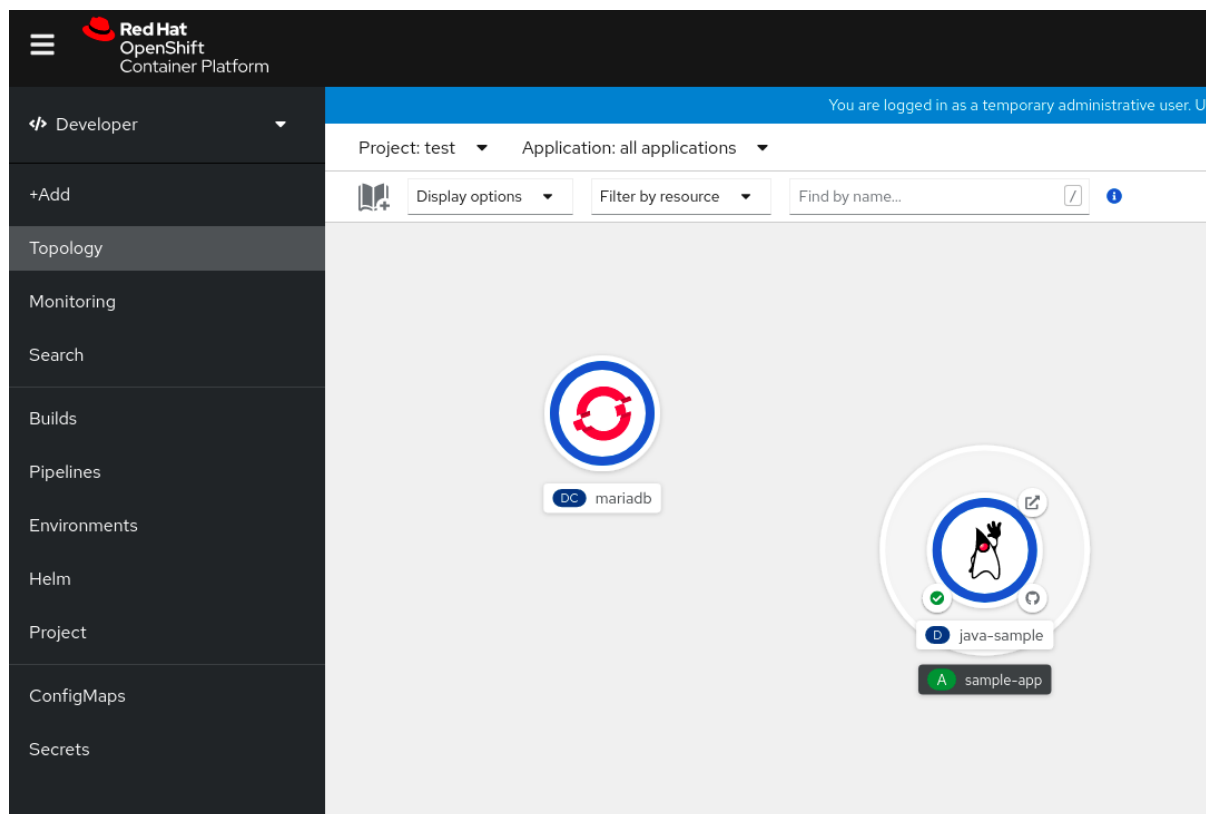 Red Hat
OpenShift
Container Platform
You are logged in as a temporary administrative user. U
Developer
Project: test
Application: all applications
+Add
Display options
Filter by resource
Find by name...
/
Topology
Monitoring
Search
Builds
Pipelines
Environments
Helm
Project
ConfigMaps
Secrets
DC mariadb
D java-sample
A sample-app